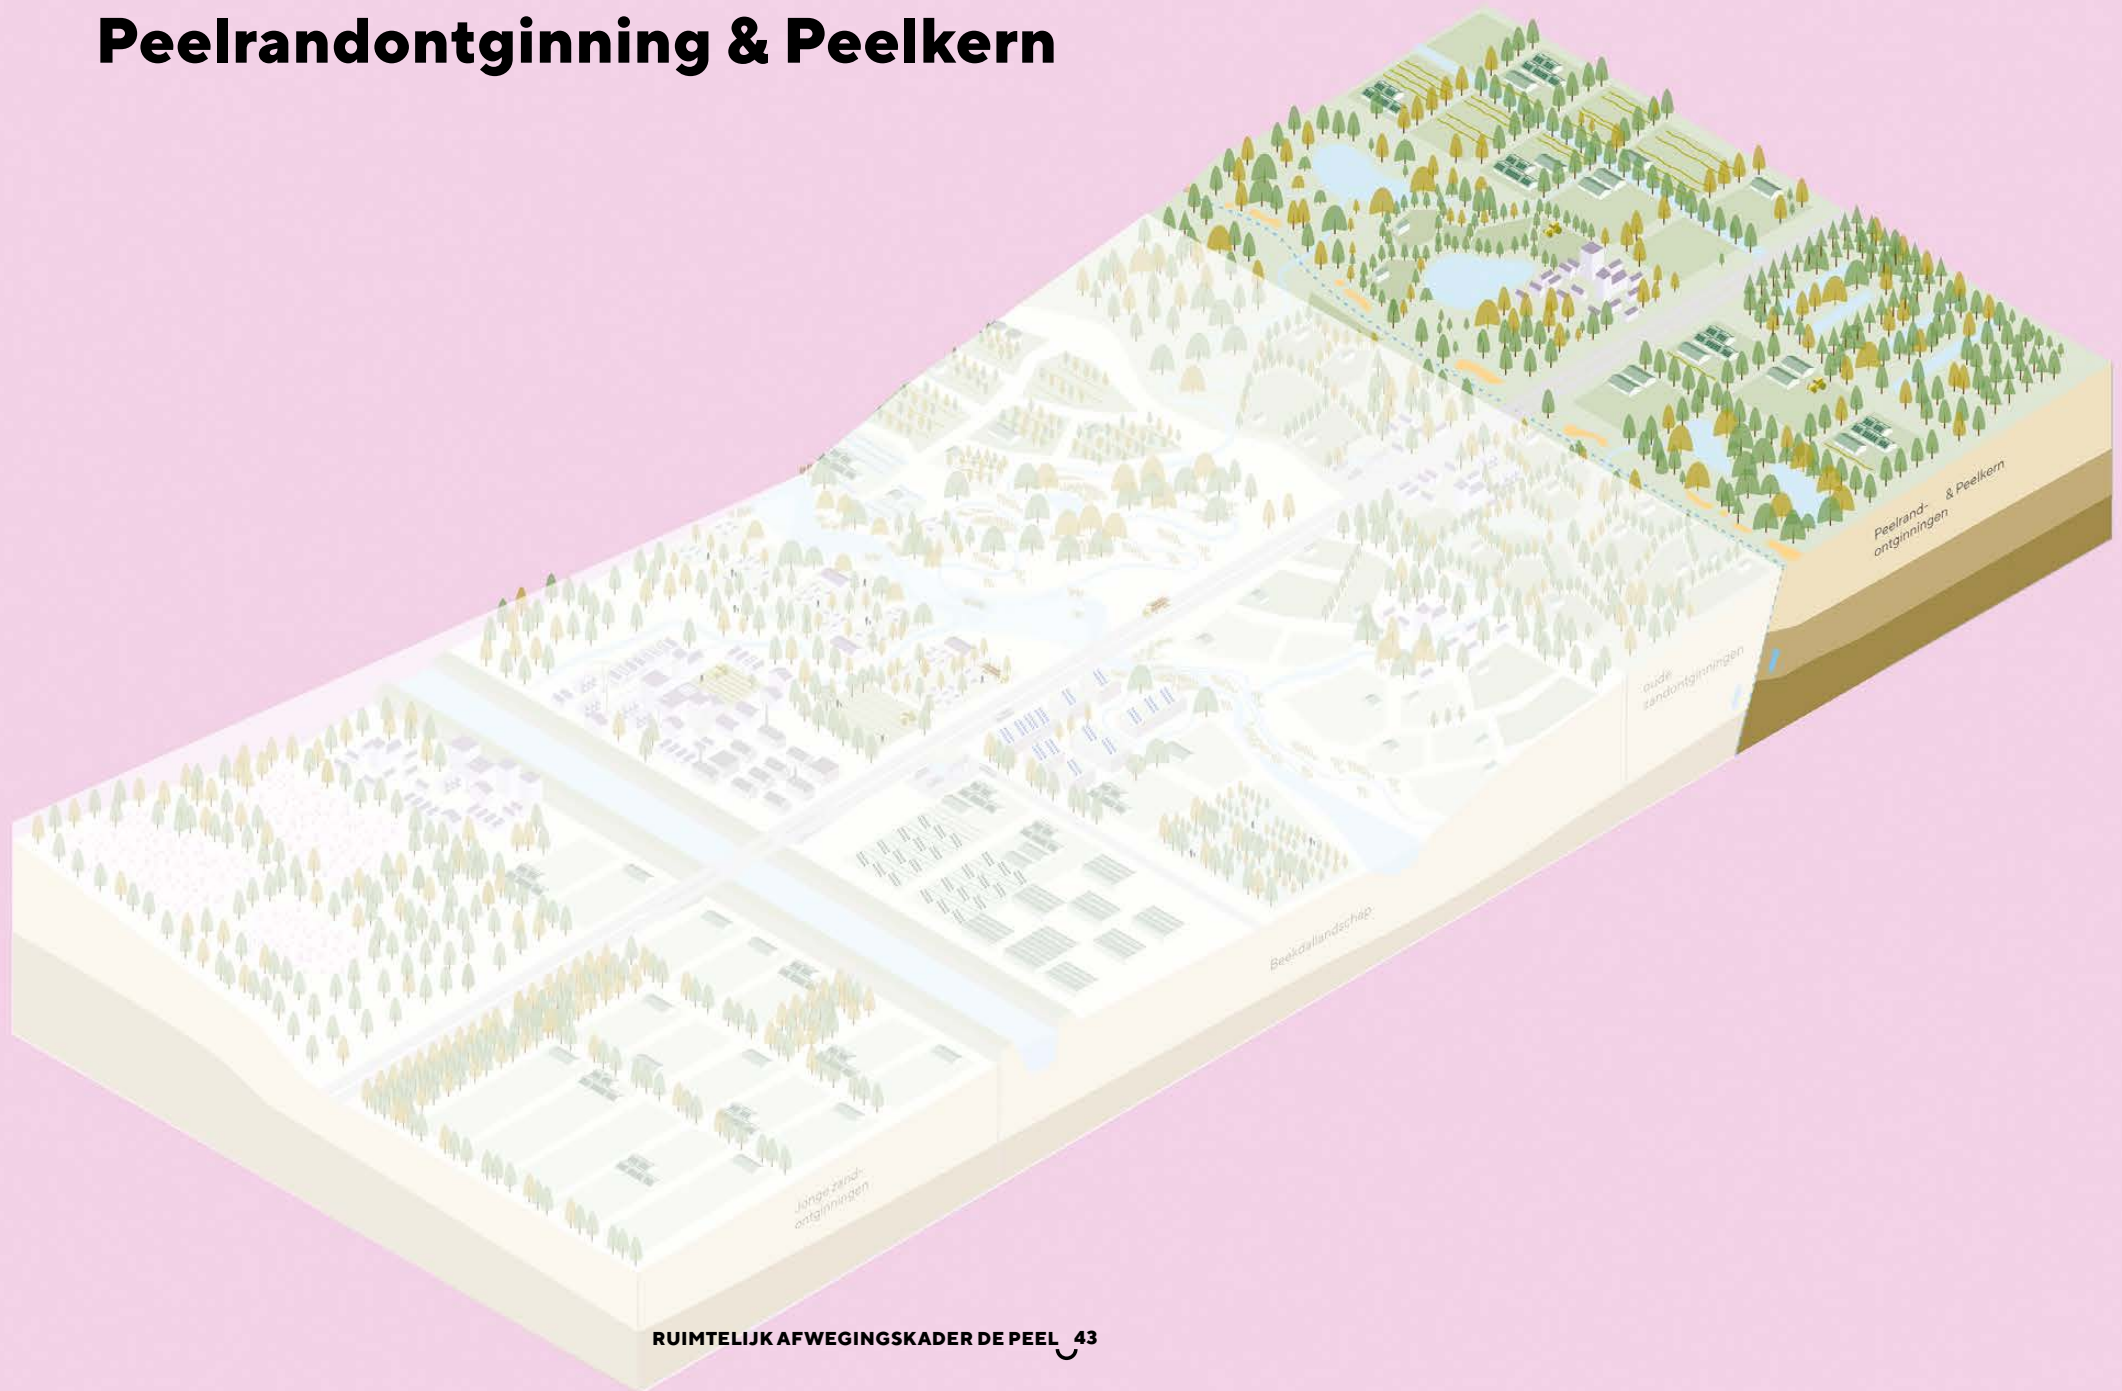 Peelrandontginning & Peelkern
Peelrand-
ontginningen
& Peelkern
oude
zandontginningen
Beekdallandschap
Jonge zand-
ontginningen
RUIMTELIJK AFWEGINGSKADER DE PEEL 43